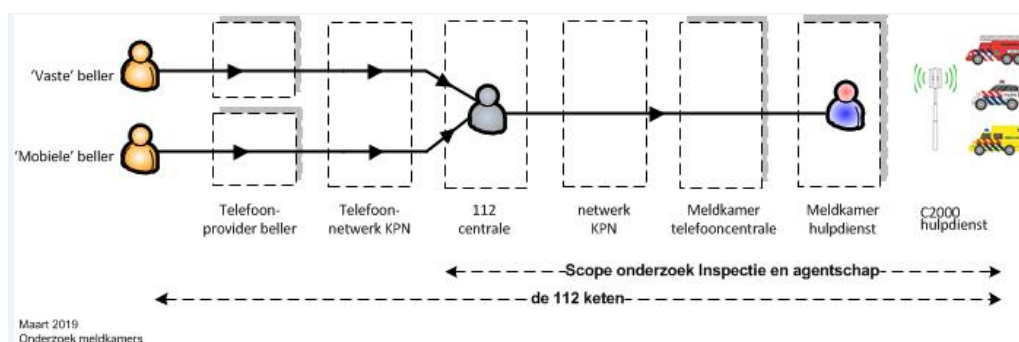 'Vaste' beller
'Mobiele' beller
Telefoon-
provider beller
Telefoon-
netwerk KPN
112
centrale
netwerk
KPN
Meldkamer
telefooncentrale
Meldkamer
hulpdienst
C2000
hulpdienst
Scope onderzoek Inspectie en agentschap
de 112 keten
Maart 2019
Onderzoek meldkamers